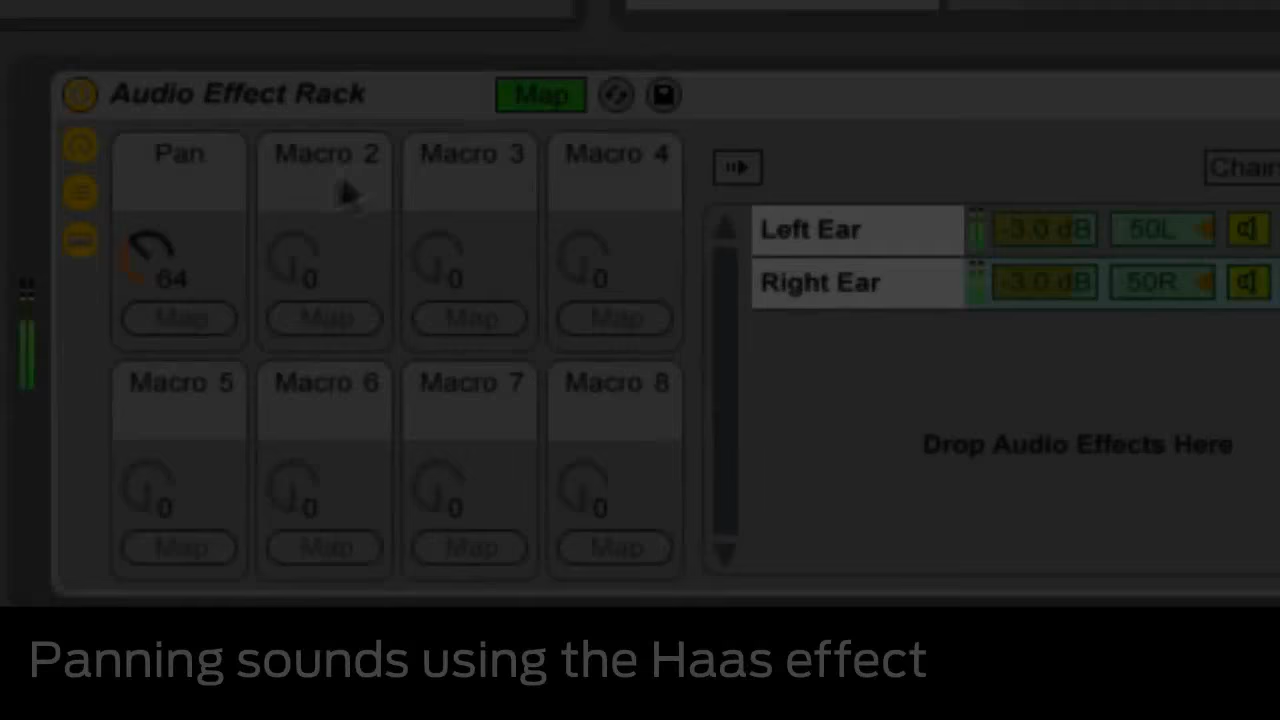 Audio Effect Rack Map
Pan Macro 2 Macro 3 Macro 4
64 0 0 0
Map Map Map Map
Macro 5 Macro 6 Macro 7 Macro 8
0 0 0 0
Map Map Map Map
Chain
Left Ear -3.0 dB 50L
Right Ear -3.0 dB 50R
Drop Audio Effects Here
Panning sounds using the Haas effect